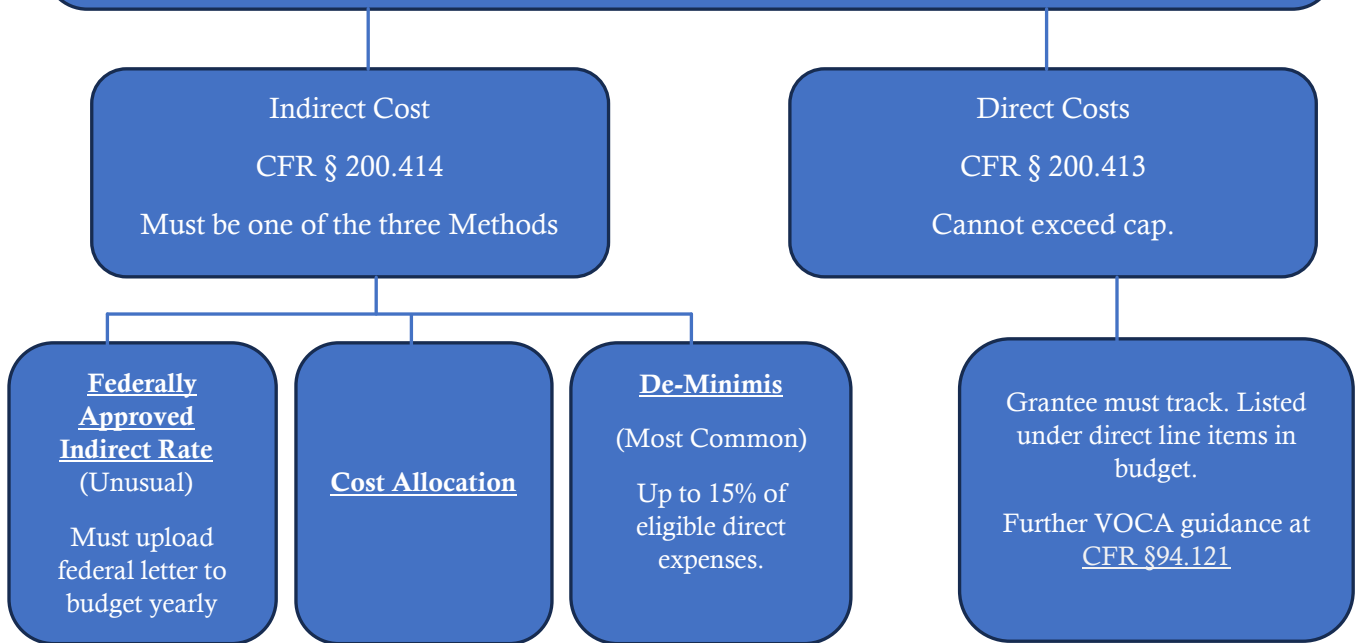 Indirect Cost
CFR § 200.414
Must be one of the three Methods
Direct Costs
CFR § 200.413
Cannot exceed cap.
Federally
Approved
Indirect Rate
(Unusual)
Must upload
federal letter to
budget yearly
Cost Allocation
De-Minimis
(Most Common)
Up to 15% of
eligible direct
expenses.
Grantee must track. Listed
under direct line items in
budget.
Further VOCA guidance at
CFR §94.121